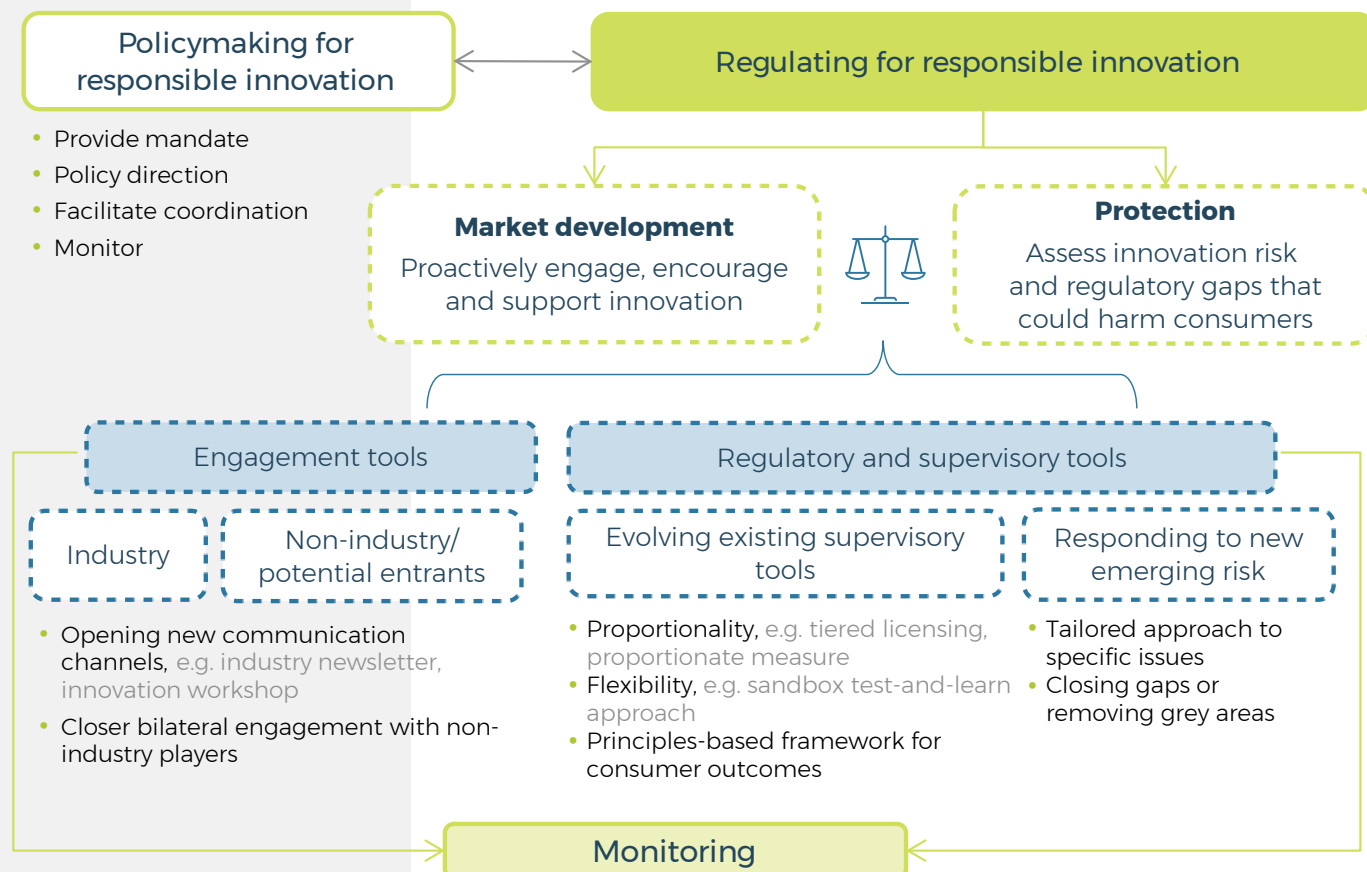 Policymaking for
responsible innovation
Regulating for responsible innovation
• Provide mandate
• Policy direction
• Facilitate coordination
• Monitor
Market development
Proactively engage, encourage
and support innovation
Protection
Assess innovation risk
and regulatory gaps that
could harm consumers
Engagement tools
Regulatory and supervisory tools
Industry
Non-industry/
potential entrants
Evolving existing supervisory
tools
Responding to new
emerging risk
• Opening new communication
channels, e.g. industry newsletter,
innovation workshop
• Closer bilateral engagement with non-
industry players
• Proportionality, e.g. tiered licensing,
proportionate measure
• Flexibility, e.g. sandbox test-and-learn
approach
• Principles-based framework for
consumer outcomes
• Tailored approach to
specific issues
• Closing gaps or
removing grey areas
Monitoring